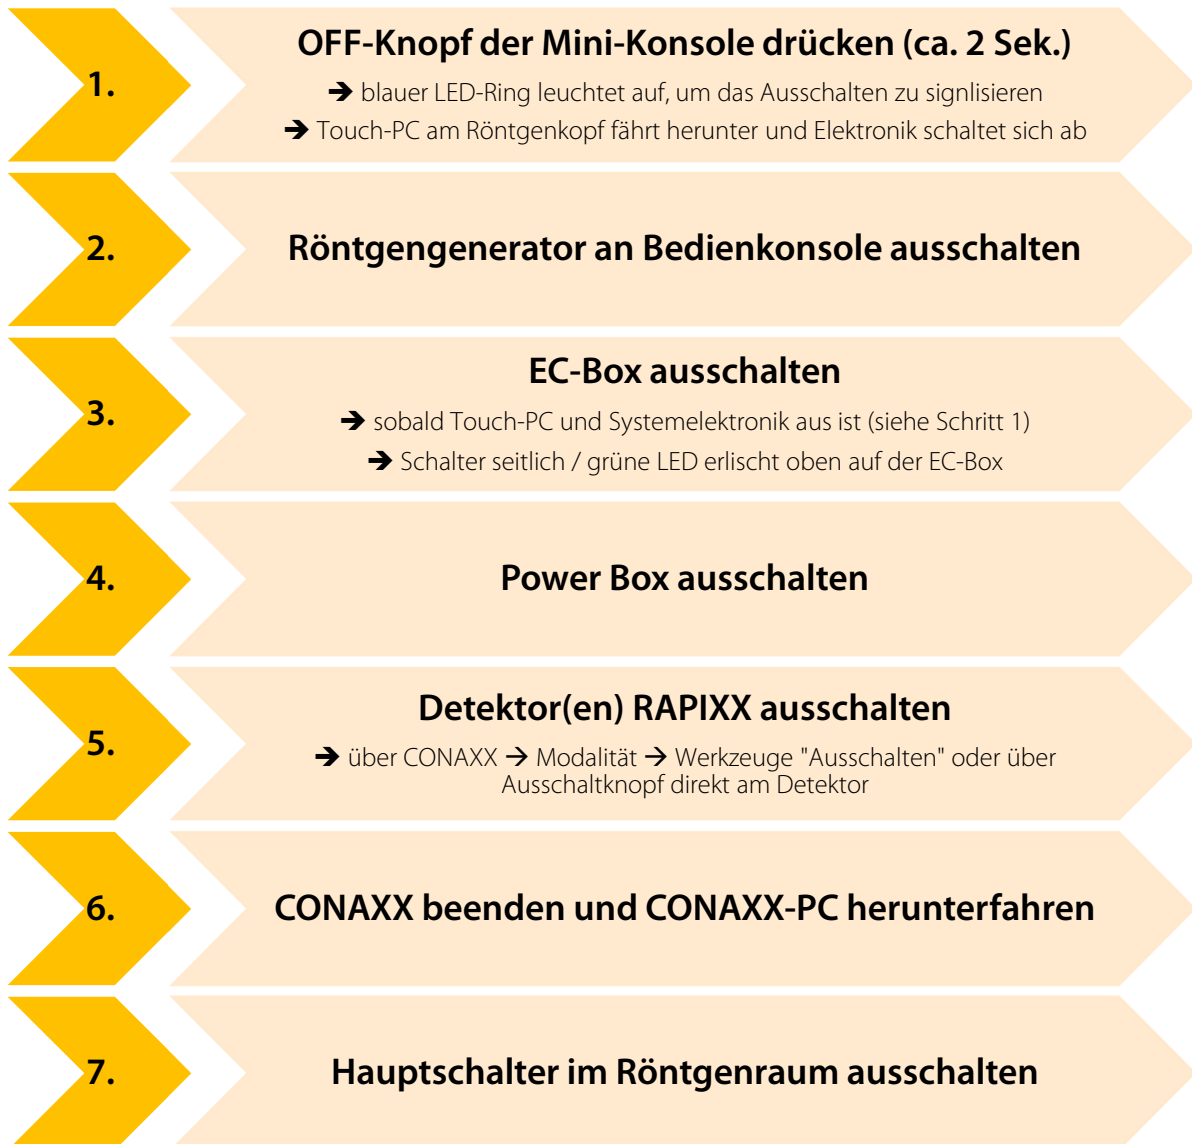 1.
OFF-Knopf der Mini-Konsole drücken (ca. 2 Sek.)
➔ blauer LED-Ring leuchtet auf, um das Ausschalten zu signlisieren
➔ Touch-PC am Röntgenkopf fährt herunter und Elektronik schaltet sich ab
2.
Röntgengenerator an Bedienkonsole ausschalten
3.
EC-Box ausschalten
➔ sobald Touch-PC und Systemelektronik aus ist (siehe Schritt 1)
➔ Schalter seitlich / grüne LED erlischt oben auf der EC-Box
4.
Power Box ausschalten
5.
Detektor(en) RAPIXX ausschalten
➔ über CONAXX → Modalität → Werkzeuge "Ausschalten" oder über
Ausschaltknopf direkt am Detektor
6.
CONAXX beenden und CONAXX-PC herunterfahren
7.
Hauptschalter im Röntgenraum ausschalten